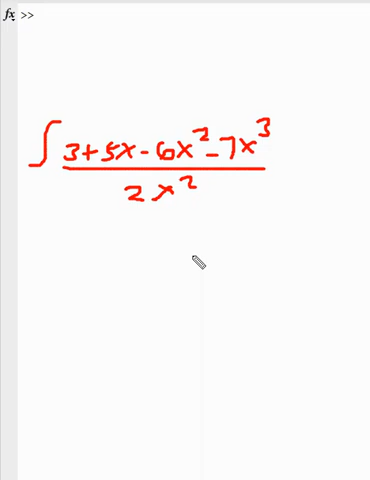 fx >>
∫ 3+5x-6x²-7x³
2x²